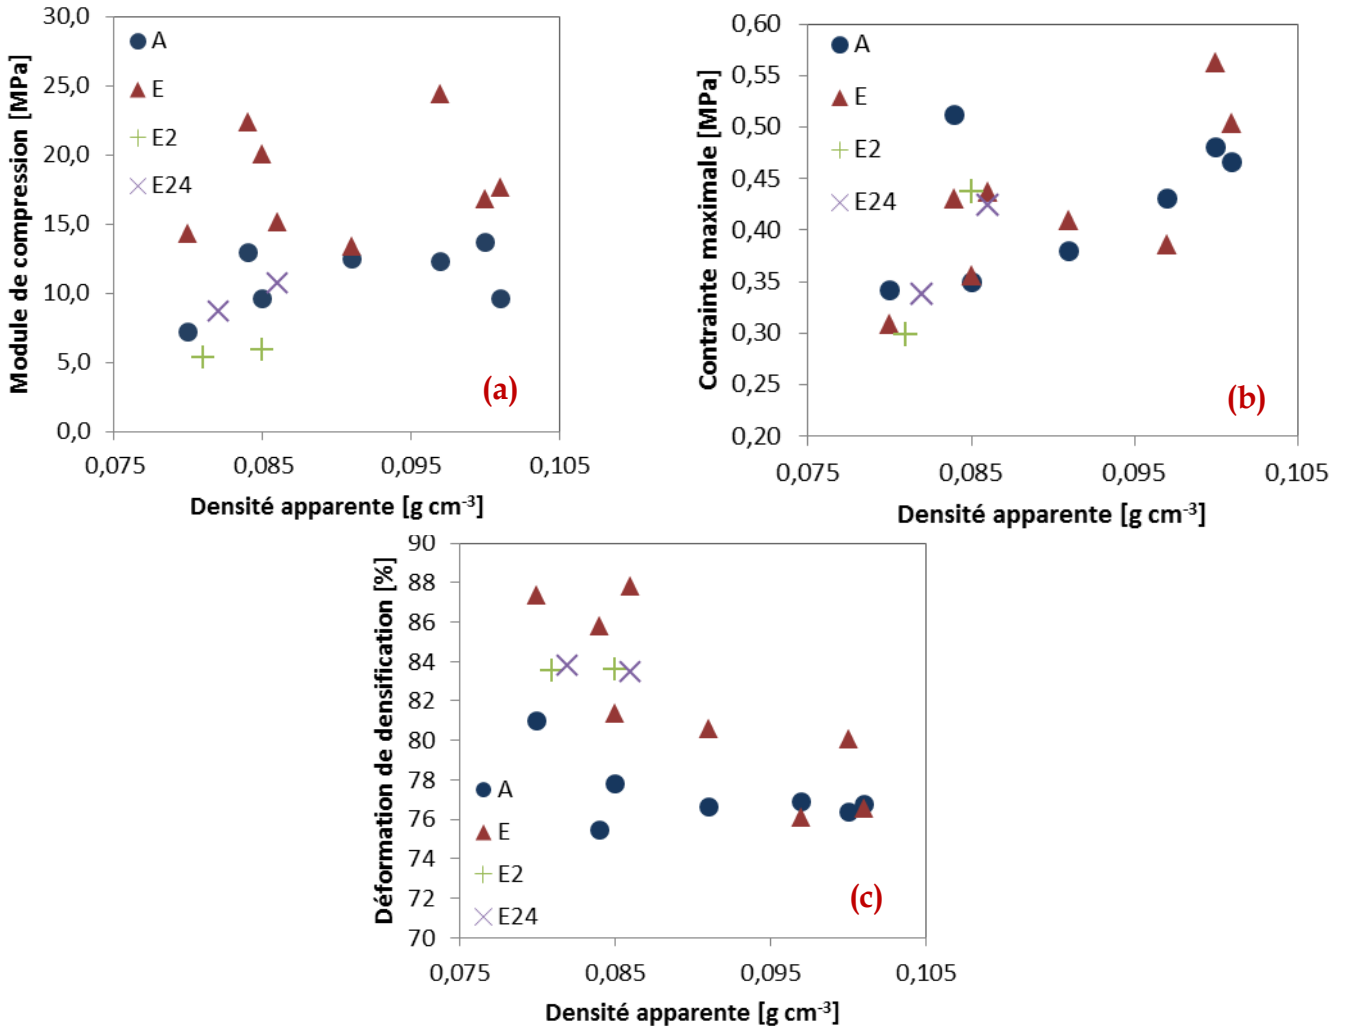 Module de compression [MPa]
30,0
25,0
20,0
15,0
10,0
5,0
0,0
A
E
E2
E24
(a)
0,075
0,085
0,095
0,105
Densité apparente [g cm-3]
Contrainte maximale [MPa]
0,60
0,55
0,50
0,45
0,40
0,35
0,30
0,25
0,20
A
E
E2
E24
(b)
0,075
0,085
0,095
0,105
Densité apparente [g cm-3]
Déformation de densification [%]
90
88
86
84
82
80
78
76
74
72
70
A
E
E2
E24
(c)
0,075
0,085
0,095
0,105
Densité apparente [g cm-3]